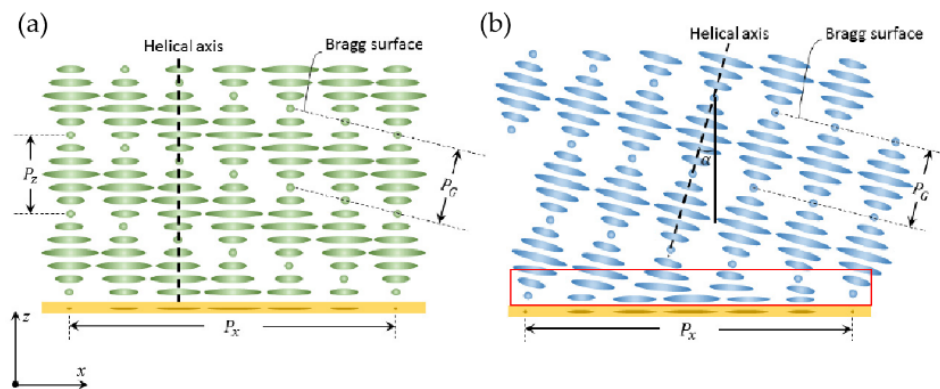 (a)
Helical axis
Bragg surface
P_z
P_G
P_x
z
x
(b)
Helical axis
Bragg surface
α
P_G
P_x